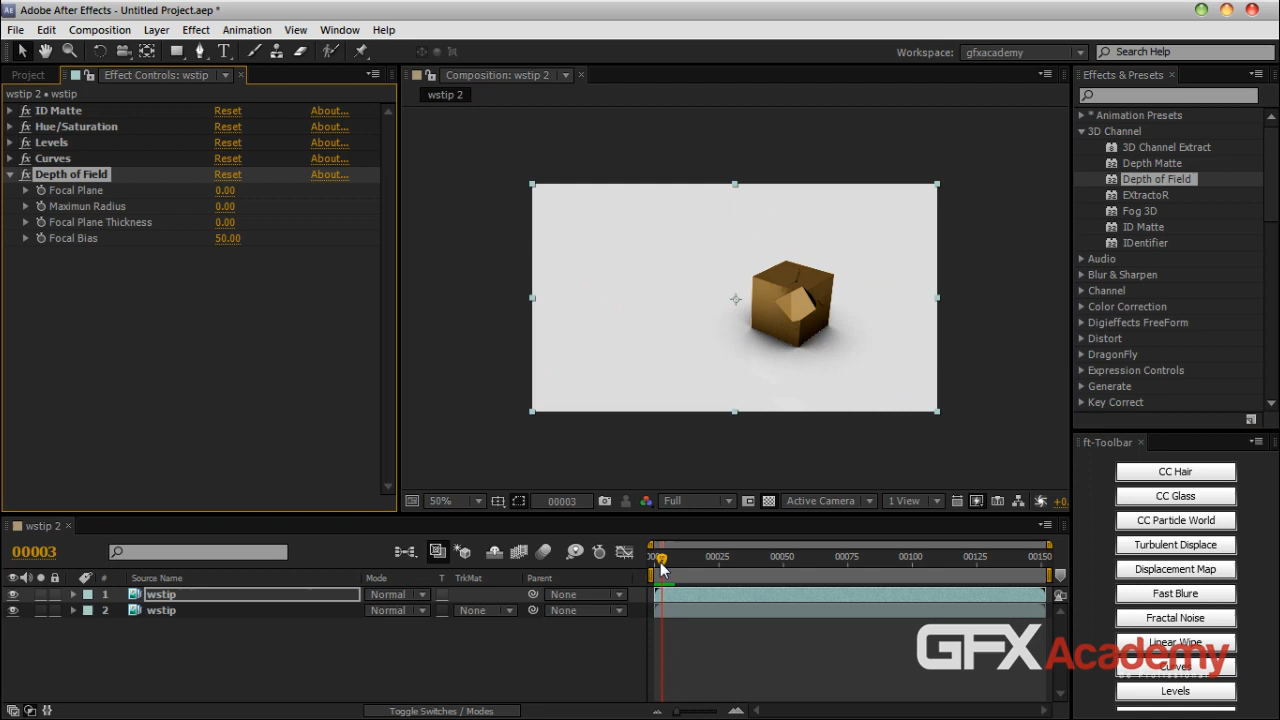 Adobe After Effects - Untitled Project.aep *
File Edit Composition Layer Effect Animation View Window Help
Workspace: gfxacademy Search Help
Project Effect Controls: wstip
wstip 2 • wstip
fx ID Matte Reset About...
fx Hue/Saturation Reset About...
fx Levels Reset About...
fx Curves Reset About...
fx Depth of Field Reset About...
Focal Plane 0.00
Maximun Radius 0.00
Focal Plane Thickness 0.00
Focal Bias 50.00
Composition: wstip 2
wstip 2
50% 00003 Full Active Camera 1 View +0.
Effects & Presets
* Animation Presets
3D Channel
3D Channel Extract
Depth Matte
Depth of Field
EXtractoR
Fog 3D
ID Matte
IDentifier
Audio
Blur & Sharpen
Channel
Color Correction
Digieffects FreeForm
Distort
DragonFly
Expression Controls
Generate
Key Correct
ft-Toolbar
CC Hair
CC Glass
CC Particle World
Turbulent Displace
Displacement Map
Fast Blure
Fractal Noise
Linear Wipe
Curves
Levels
wstip 2
00003
00025 00050 00075 00100 00125 00150
# Source Name Mode T TrkMat Parent
1 wstip Normal None
2 wstip Normal None None
Toggle Switches / Modes
GFX Academy